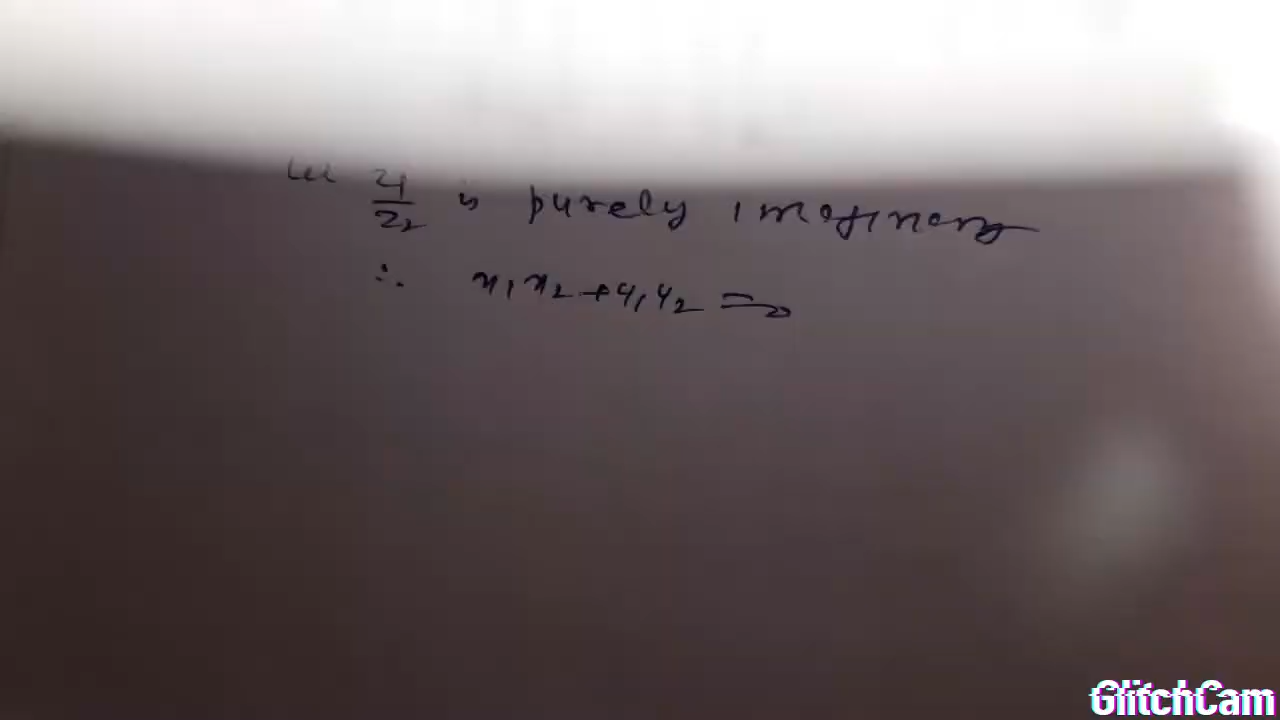 Let z1/z2 is purely imaginary
∴ x1x2+y1y2=0
GlitchCam